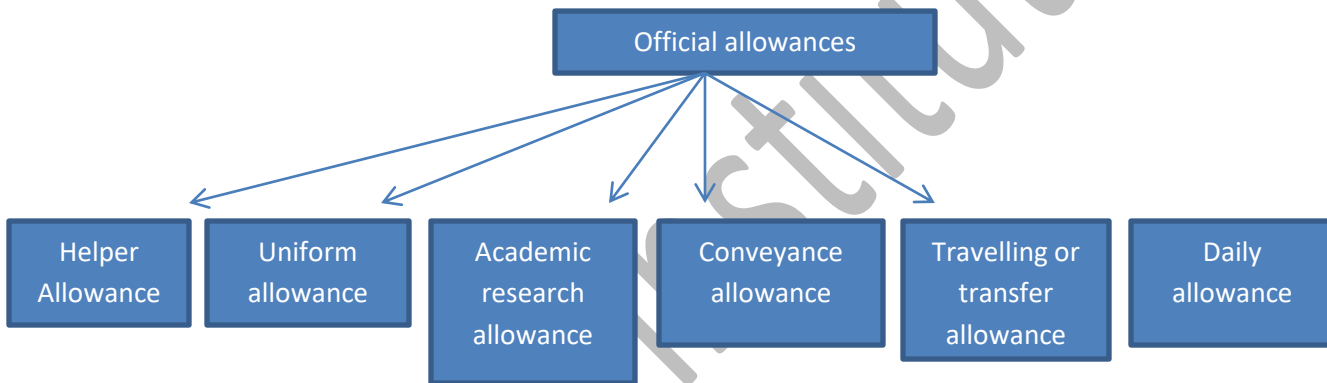 Official allowances
Helper
Allowance
Uniform
allowance
Academic
research
allowance
Conveyance
allowance
Travelling or
transfer
allowance
Daily
allowance